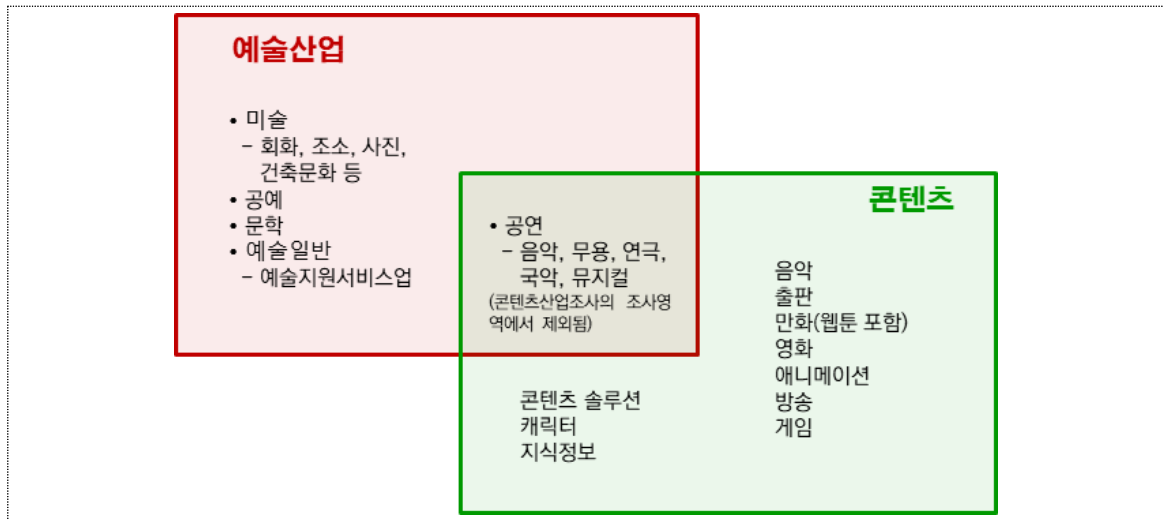 예술산업
• 미술
– 회화, 조소, 사진,
건축문화 등
• 공예
• 문학
• 예술일반
– 예술지원서비스업
• 공연
– 음악, 무용, 연극,
국악, 뮤지컬
(콘텐츠산업조사의 조사영
역에서 제외됨)
콘텐츠
음악
출판
만화(웹툰 포함)
영화
애니메이션
방송
게임
콘텐츠 솔루션
캐릭터
지식정보